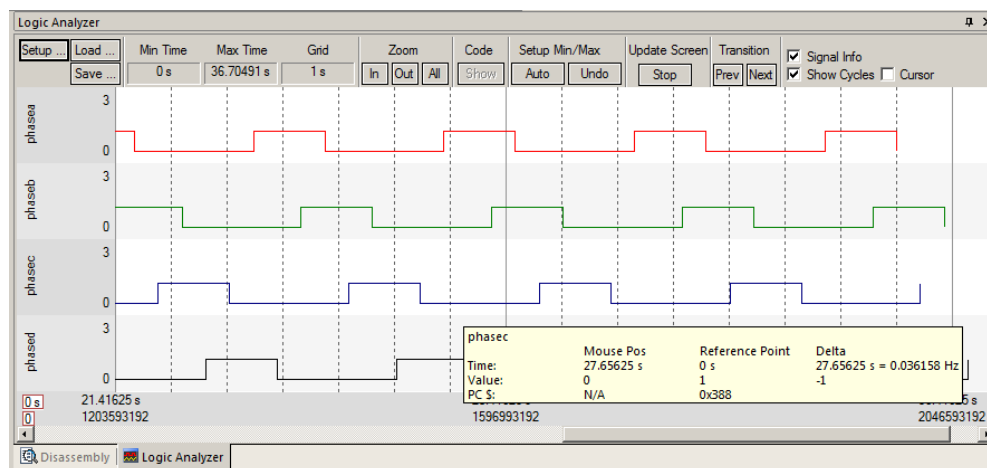 Logic Analyzer
Setup ... Load ... Min Time Max Time Grid Zoom Code Setup Min/Max Update Screen Transition Signal Info
Save ... 0 s 36.70491 s 1 s In Out All Show Auto Undo Stop Prev Next Show Cycles Cursor
phasea 3 0
phaseb 3 0
phasec 3 0
phased 3 0
phasec
Mouse Pos Reference Point Delta
Time: 27.65625 s 0 s 27.65625 s = 0.036158 Hz
Value: 0 1 -1
PC $: N/A 0x388
0 s 21.41625 s
0 1203593192 1596993192 2046593192
Disassembly Logic Analyzer